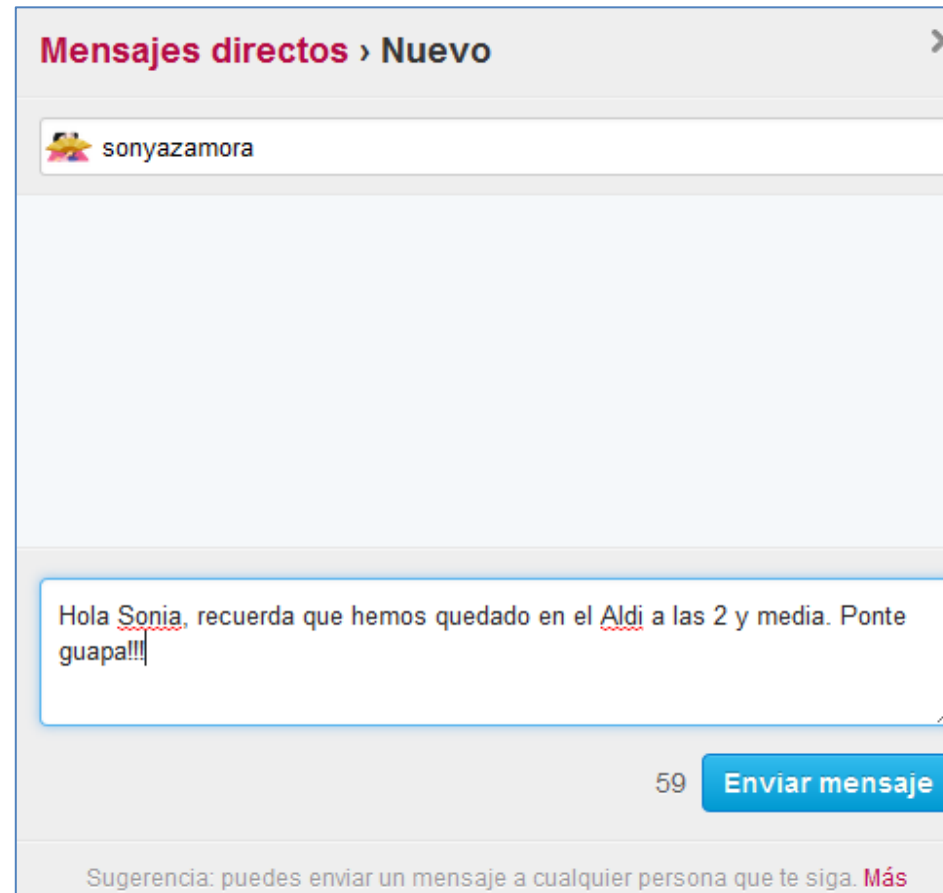 Mensajes directos › Nuevo
sonyazamora
Hola Sonia, recuerda que hemos quedado en el Aldi a las 2 y media. Ponte
guapa!!!
59 Enviar mensaje
Sugerencia: puedes enviar un mensaje a cualquier persona que te siga. Más